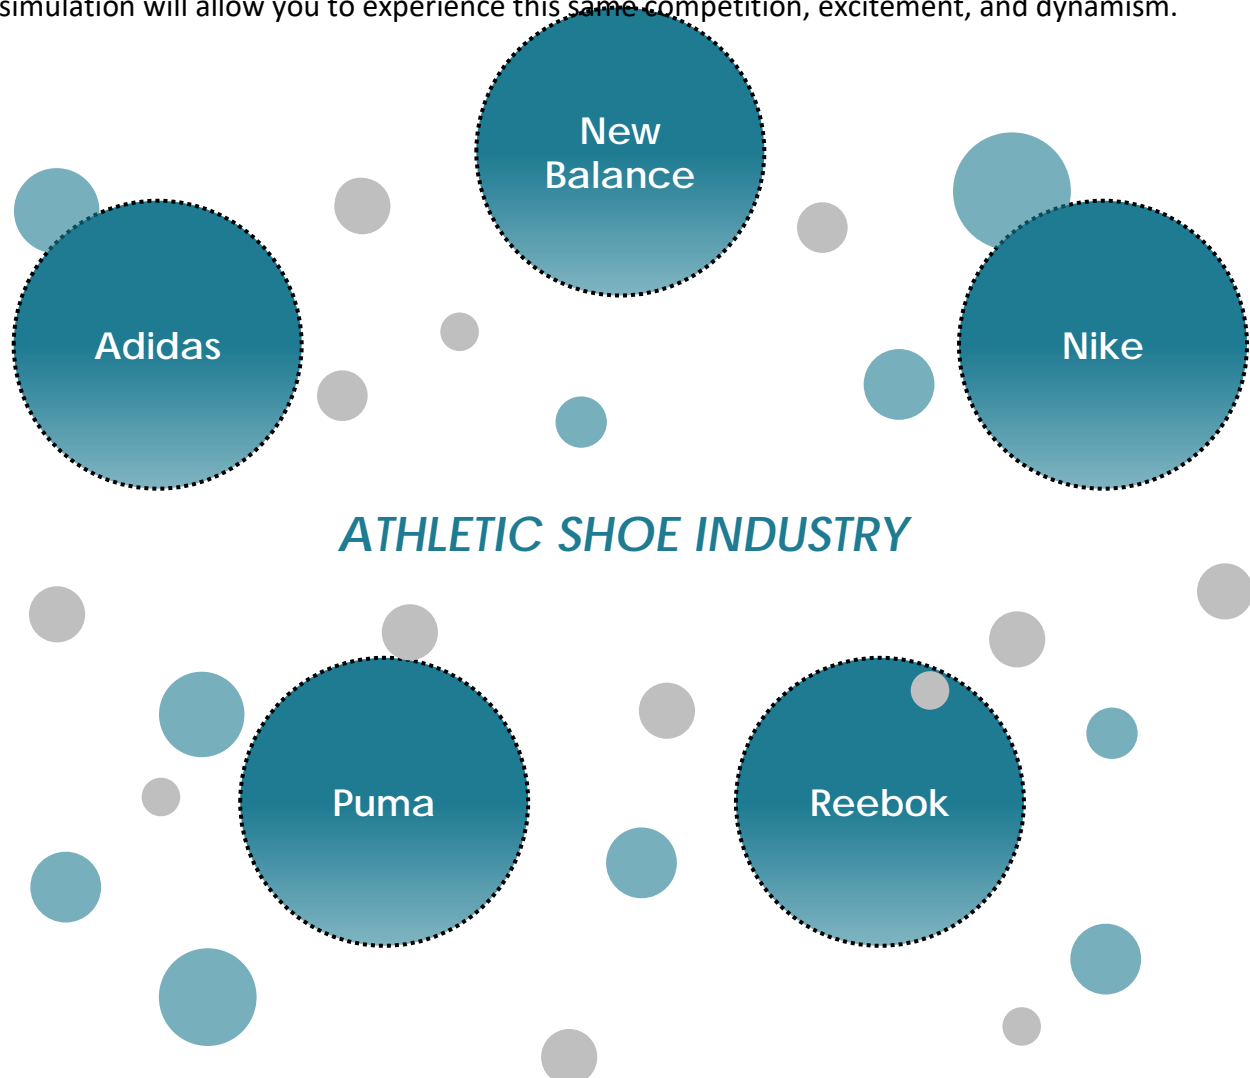 simulation will allow you to experience this same competition, excitement, and dynamism.
New
Balance
Adidas
Nike
ATHLETIC SHOE INDUSTRY
Puma
Reebok